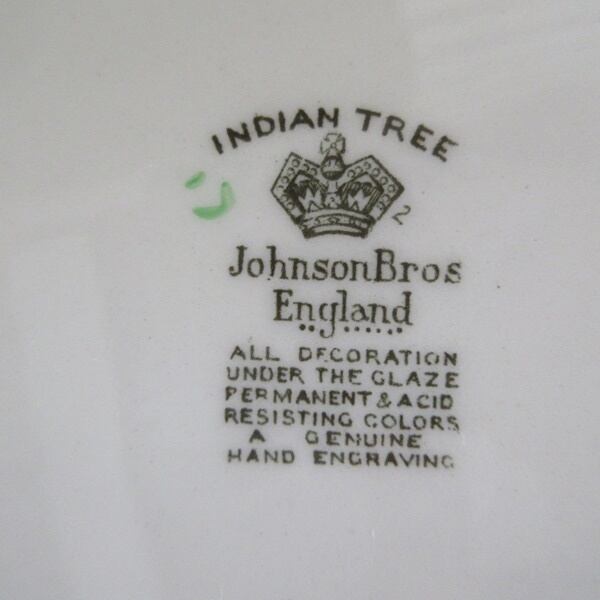 INDIAN TREE
2
JohnsonBros
England
ALL DECORATION
UNDER THE GLAZE
PERMANENT & ACID
RESISTING COLORS
A GENUINE
HAND ENGRAVING